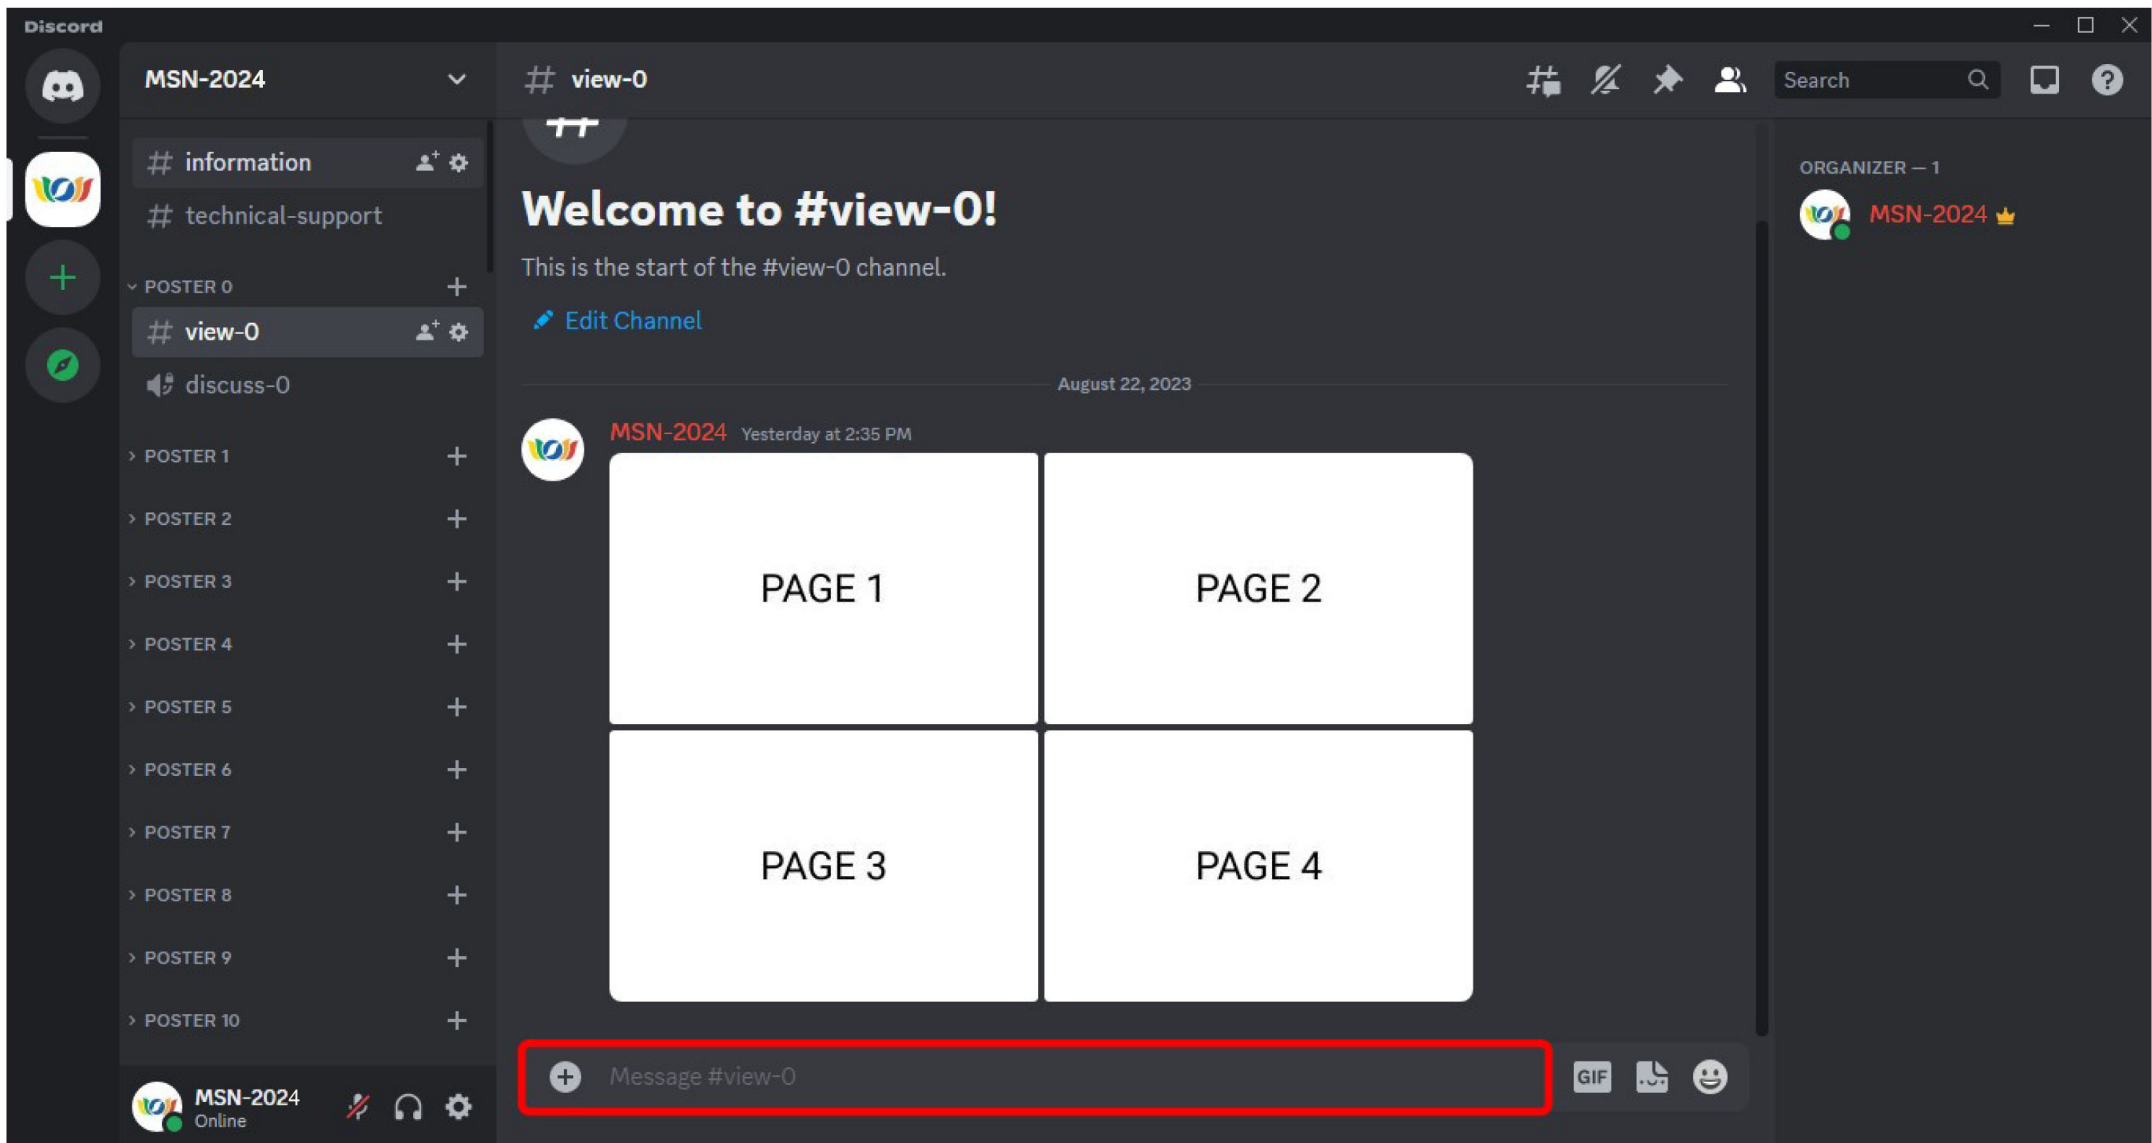 Discord
MSN-2024
information
technical-support
POSTER 0
view-0
discuss-0
POSTER 1
POSTER 2
POSTER 3
POSTER 4
POSTER 5
POSTER 6
POSTER 7
POSTER 8
POSTER 9
POSTER 10
MSN-2024
Online
# view-0
Search
Welcome to #view-0!
This is the start of the #view-0 channel.
Edit Channel
August 22, 2023
MSN-2024 Yesterday at 2:35 PM
PAGE 1
PAGE 2
PAGE 3
PAGE 4
Message #view-0
GIF
ORGANIZER — 1
MSN-2024